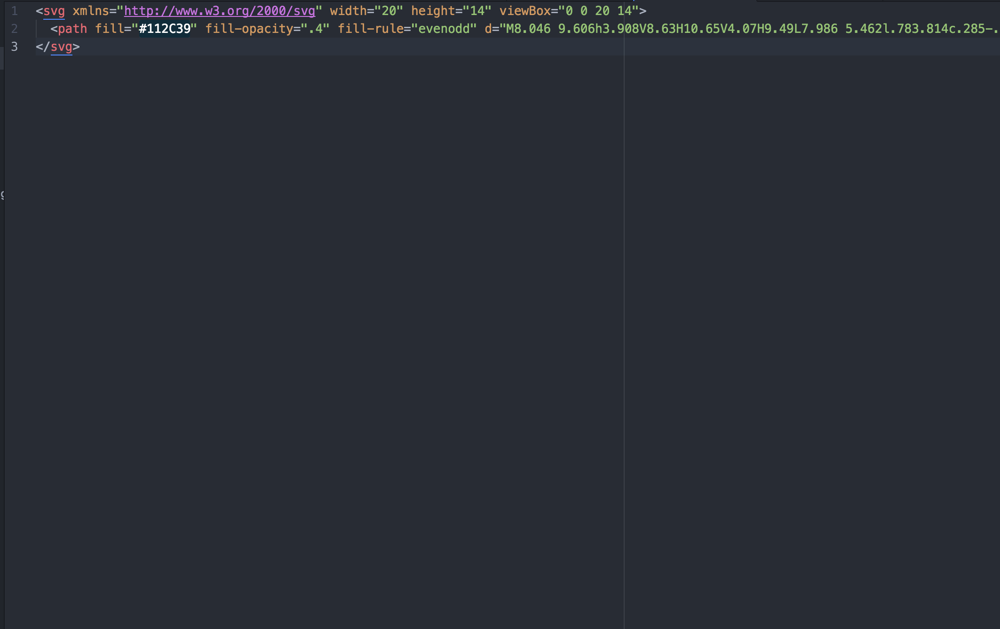 1 <svg xmlns="http://www.w3.org/2000/svg" width="20" height="14" viewBox="0 0 20 14">
2 <path fill="#112C39" fill-opacity=".4" fill-rule="evenodd" d="M8.046 9.606h3.908V8.63H10.65V4.07H9.49L7.986 5.462l.783.814c.285-.
3 </svg>
g